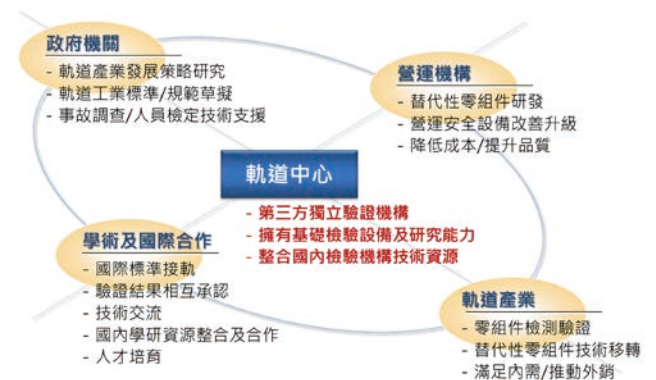 政府機關
- 軌道產業發展策略研究
- 軌道工業標準/規範草擬
- 事故調查/人員檢定技術支援
營運機構
- 替代性零組件研發
- 營運安全設備改善升級
- 降低成本/提升品質
軌道中心
- 第三方獨立驗證機構
- 擁有基礎檢驗設備及研究能力
- 整合國內檢驗機構技術資源
學術及國際合作
- 國際標準接軌
- 驗證結果相互承認
- 技術交流
- 國內學研資源整合及合作
- 人才培育
軌道產業
- 零組件檢測驗證
- 替代性零組件技術移轉
- 滿足內需/推動外銷